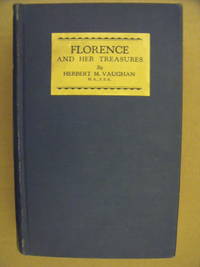 FLORENCE
AND HER TREASURES
By
HERBERT M. VAUGHAN
M.A., F.S.A.